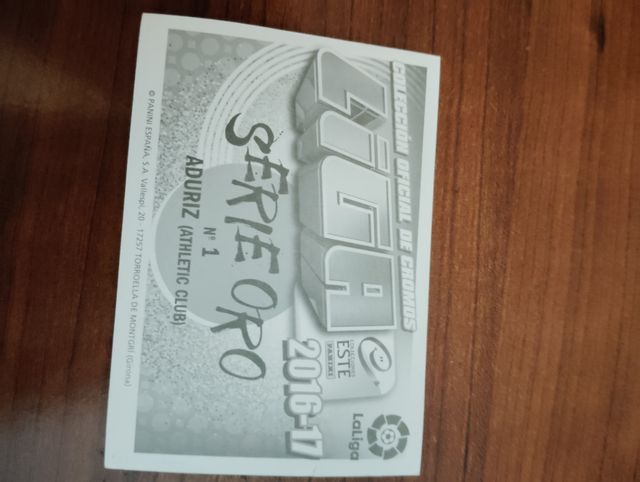 COLECCIÓN OFICIAL DE CROMOS
LiGA
COLECCIONES
ESTE
PANINI
2016-17
LaLiga
SERIE ORO
Nº 1
ADURIZ (ATHLETIC CLUB)
© PANINI ESPAÑA, S.A. Vallespí, 20 - 17257 TORROELLA DE MONTGRÍ (Girona)